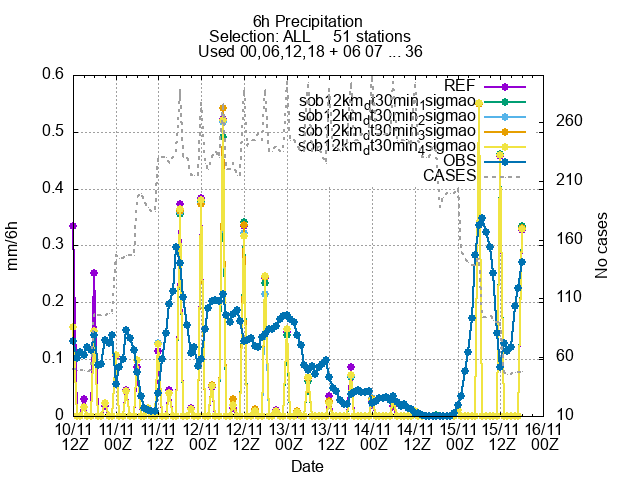 6h Precipitation
Selection: ALL 51 stations
Used 00,06,12,18 + 06 07 ... 36
REF
sob12km_dt30min_1sigmao
sob12km_dt30min_2sigmao
sob12km_dt30min_3sigmao
sob12km_dt30min_4sigmao
OBS
CASES
mm/6h
0.6
0.5
0.4
0.3
0.2
0.1
0
260
210
160
110
60
10
No cases
10/11 11/11 11/11 12/11 12/11 13/11 13/11 14/11 14/11 15/11 15/11 16/11
12Z 00Z 12Z 00Z 12Z 00Z 12Z 00Z 12Z 00Z 12Z 00Z
Date